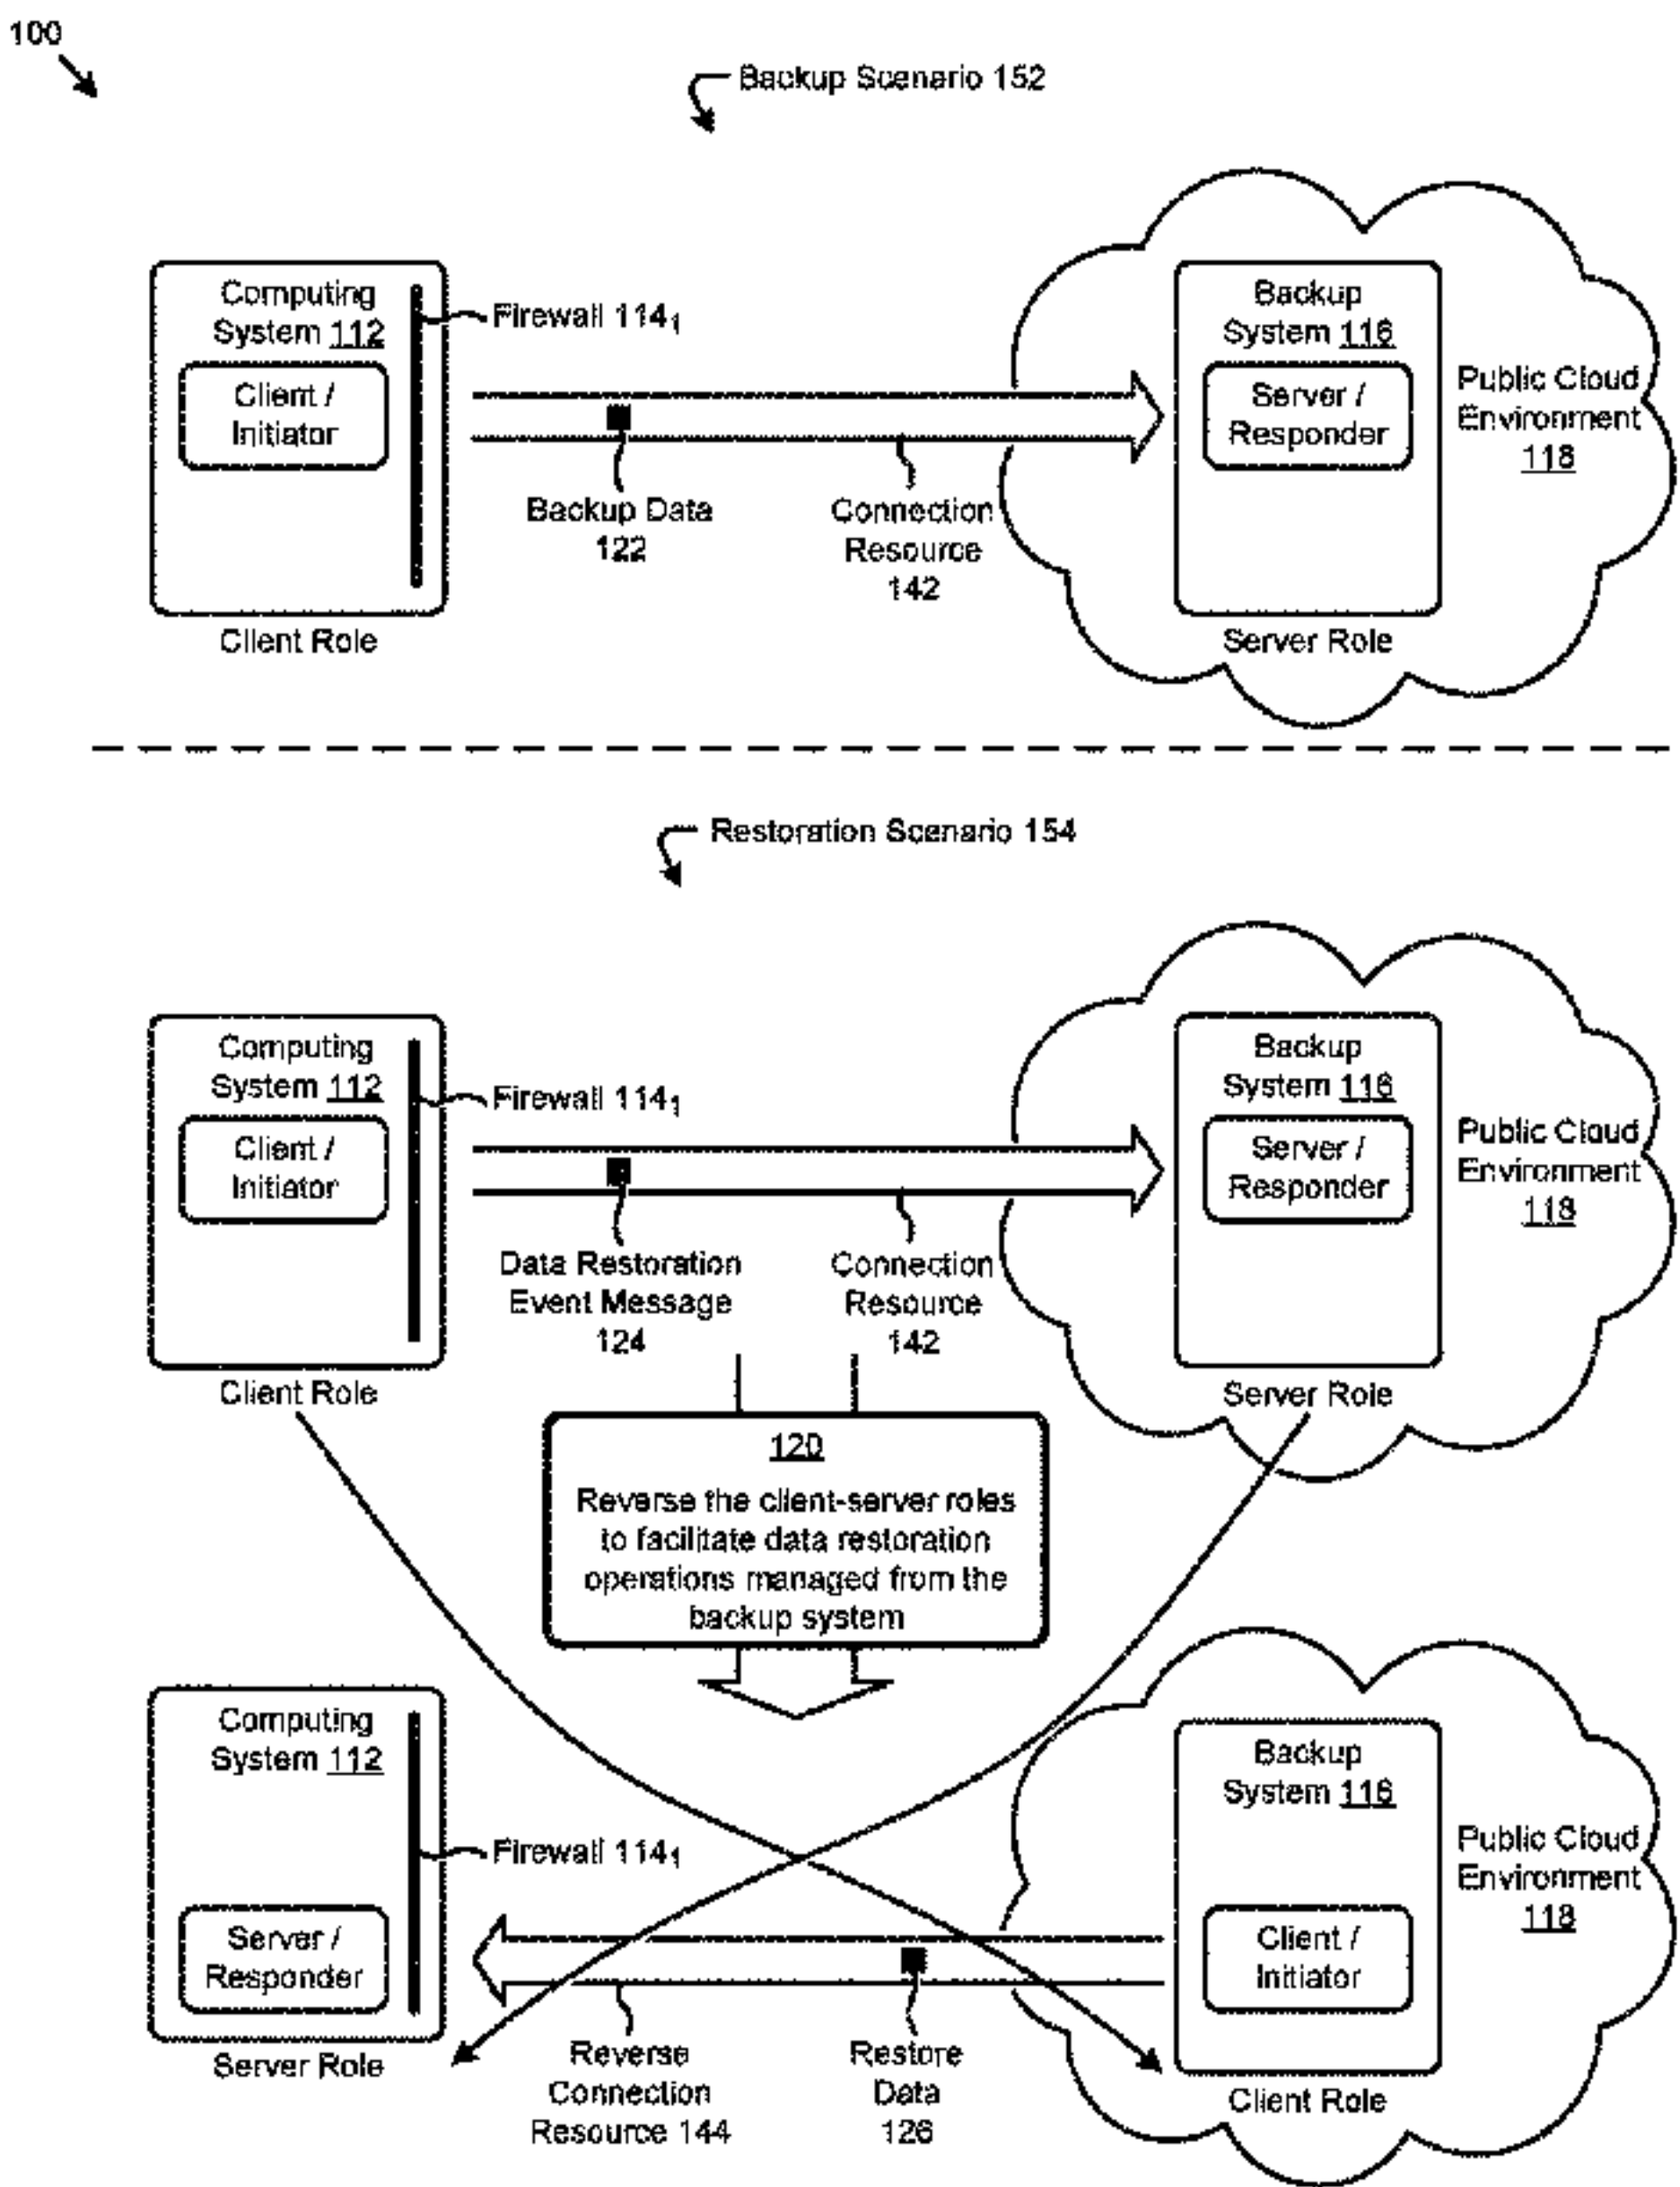 100
Backup Scenario 152
Computing
System 112
Client /
Initiator
Firewall 114₁
Backup Data
122
Connection
Resource
142
Backup
System 116
Server /
Responder
Public Cloud
Environment
118
Client Role
Server Role
Restoration Scenario 154
Computing
System 112
Client /
Initiator
Firewall 114₁
Data Restoration
Event Message
124
Connection
Resource
142
Backup
System 116
Server /
Responder
Public Cloud
Environment
118
Client Role
Server Role
120
Reverse the client-server roles
to facilitate data restoration
operations managed from the
backup system
Computing
System 112
Firewall 114₁
Server /
Responder
Server Role
Reverse
Connection
Resource 144
Restore
Data
126
Backup
System 116
Client /
Initiator
Public Cloud
Environment
118
Client Role